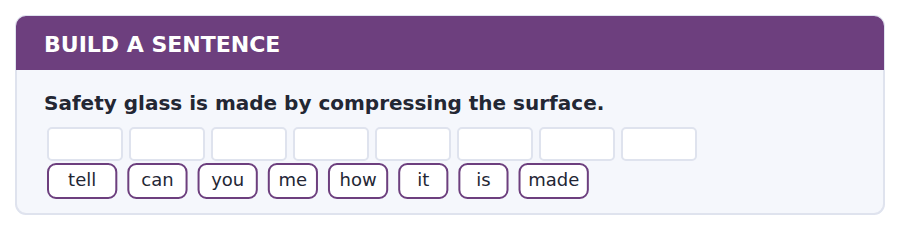 BUILD A SENTENCE
Safety glass is made by compressing the surface.
tell can you me how it is made